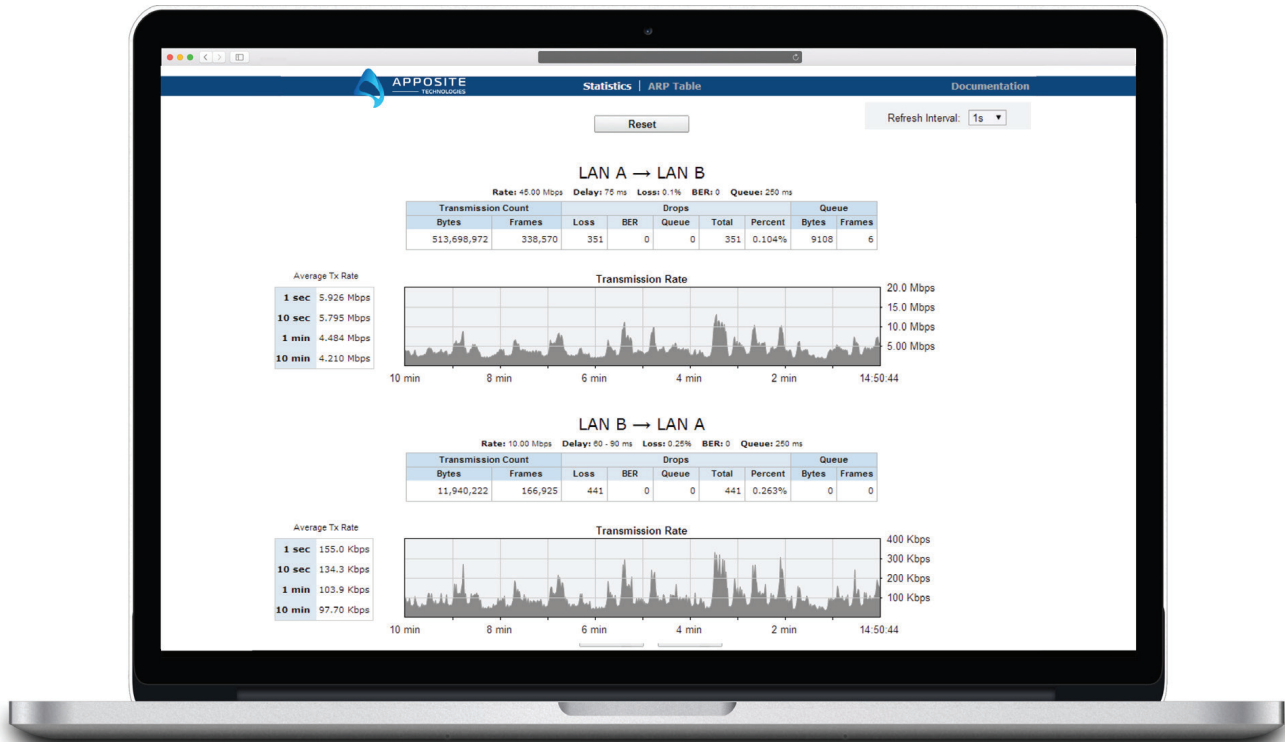 APPOSITE
TECHNOLOGIES
Statistics | ARP Table
Documentation
Reset
Refresh Interval: 1s
LAN A → LAN B
Rate: 45.00 Mbps Delay: 75 ms Loss: 0.1% BER: 0 Queue: 250 ms
Transmission Count Drops Queue
Bytes Frames Loss BER Queue Total Percent Bytes Frames
513,698,972 338,570 351 0 0 351 0.104% 9108 6
Average Tx Rate
1 sec 5.926 Mbps
10 sec 5.795 Mbps
1 min 4.484 Mbps
10 min 4.210 Mbps
Transmission Rate
20.0 Mbps
15.0 Mbps
10.0 Mbps
5.00 Mbps
10 min 8 min 6 min 4 min 2 min 14:50:44
LAN B → LAN A
Rate: 10.00 Mbps Delay: 60 - 90 ms Loss: 0.25% BER: 0 Queue: 250 ms
Transmission Count Drops Queue
Bytes Frames Loss BER Queue Total Percent Bytes Frames
11,940,222 166,925 441 0 0 441 0.263% 0 0
Average Tx Rate
1 sec 155.0 Kbps
10 sec 134.3 Kbps
1 min 103.9 Kbps
10 min 97.70 Kbps
Transmission Rate
400 Kbps
300 Kbps
200 Kbps
100 Kbps
10 min 8 min 6 min 4 min 2 min 14:50:44